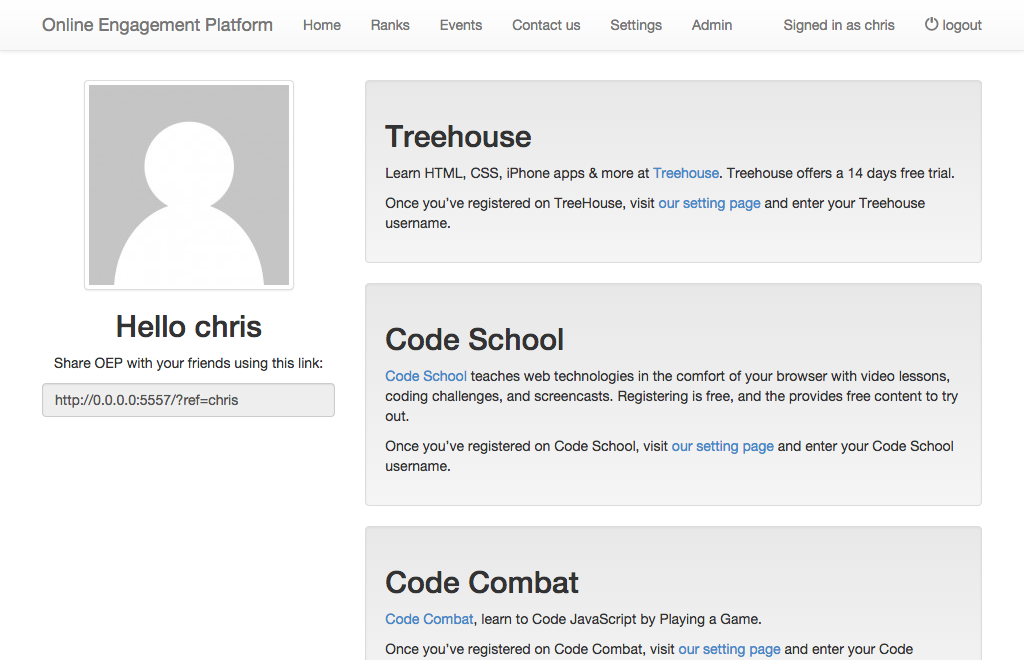 Online Engagement Platform Home Ranks Events Contact us Settings Admin Signed in as chris logout
Hello chris
Share OEP with your friends using this link:
http://0.0.0.0:5557/?ref=chris
Treehouse
Learn HTML, CSS, iPhone apps & more at Treehouse. Treehouse offers a 14 days free trial.
Once you've registered on TreeHouse, visit our setting page and enter your Treehouse
username.
Code School
Code School teaches web technologies in the comfort of your browser with video lessons,
coding challenges, and screencasts. Registering is free, and the provides free content to try
out.
Once you've registered on Code School, visit our setting page and enter your Code School
username.
Code Combat
Code Combat, learn to Code JavaScript by Playing a Game.
Once you've registered on Code Combat, visit our setting page and enter your Code